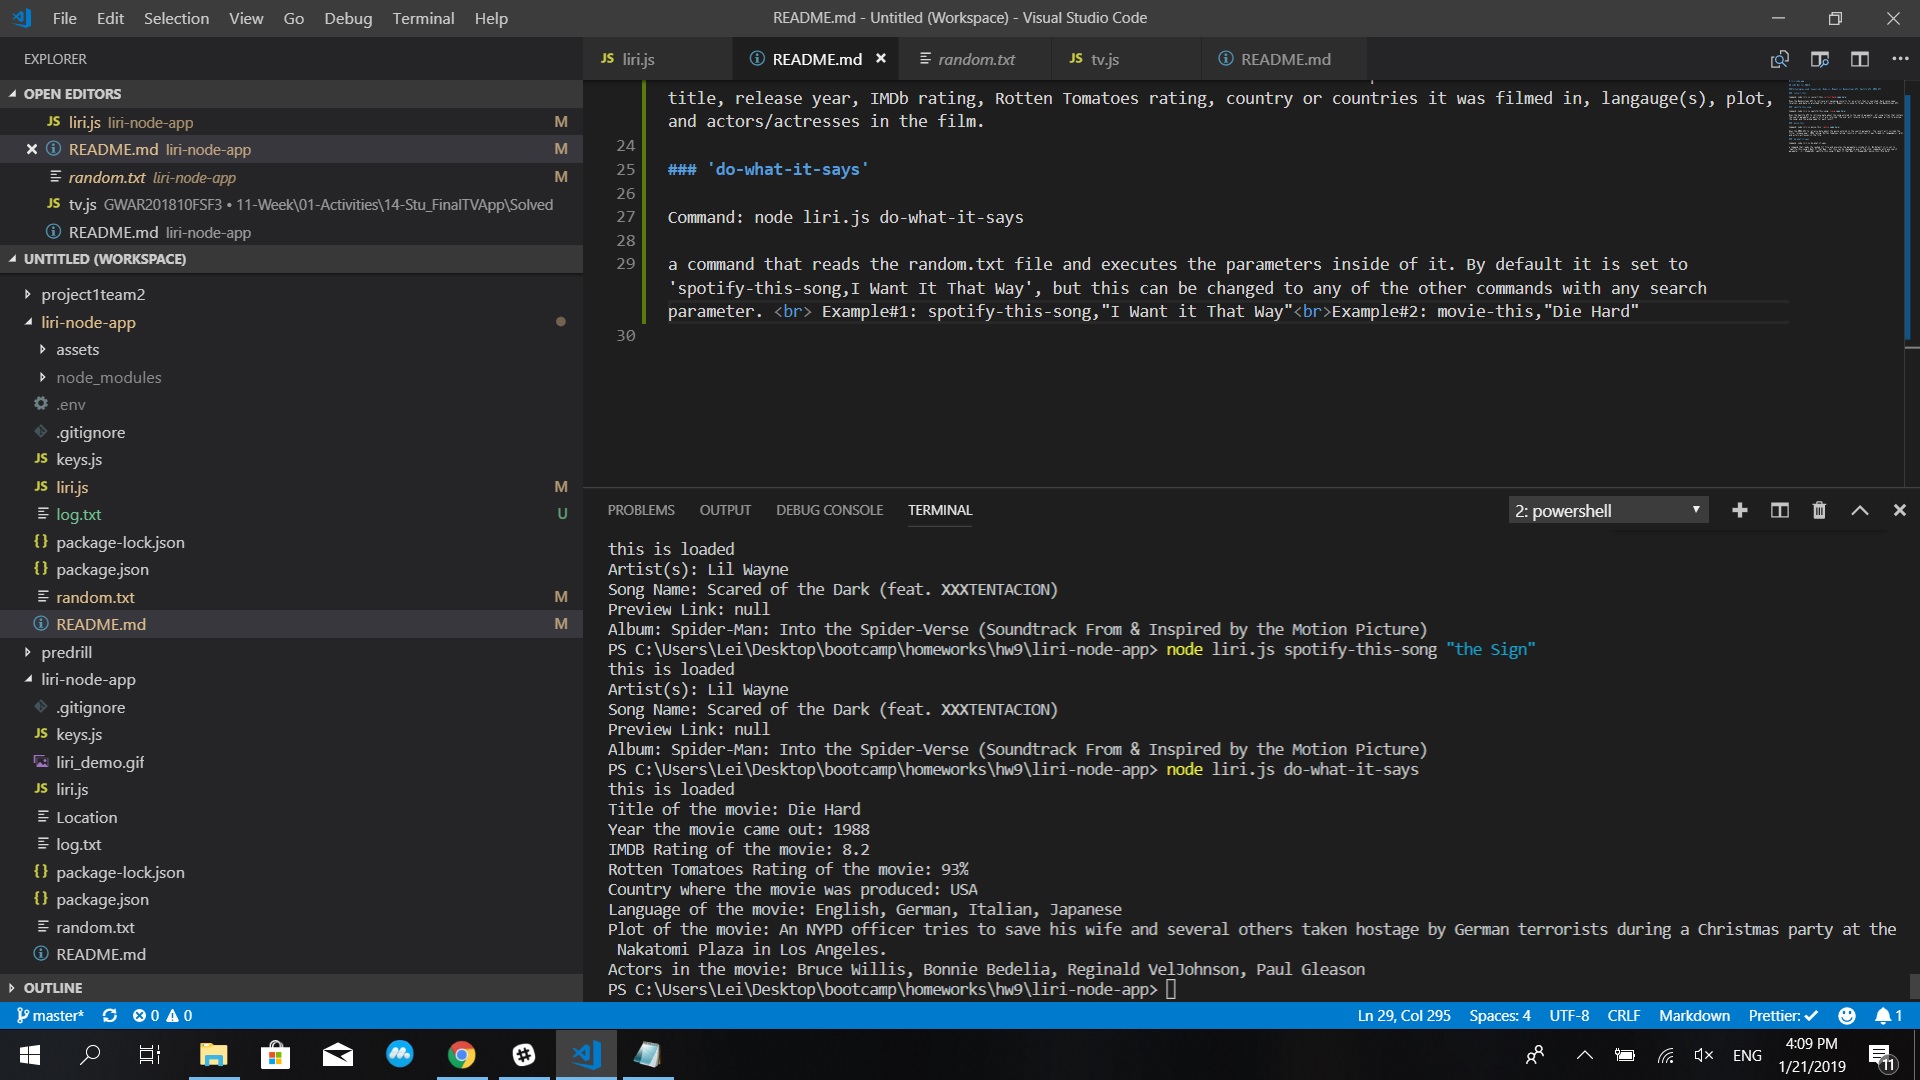 File Edit Selection View Go Debug Terminal Help
README.md - Untitled (Workspace) - Visual Studio Code
EXPLORER
OPEN EDITORS
JS liri.js liri-node-app M
README.md liri-node-app M
random.txt liri-node-app M
JS tv.js GWAR201810FSF3 • 11-Week\01-Activities\14-Stu_FinalTVApp\Solved
README.md liri-node-app
UNTITLED (WORKSPACE)
project1team2
liri-node-app
assets
node_modules
.env
.gitignore
JS keys.js
JS liri.js M
log.txt U
{} package-lock.json
{} package.json
random.txt M
README.md M
predrill
liri-node-app
.gitignore
JS keys.js
liri_demo.gif
JS liri.js
Location
log.txt
{} package-lock.json
{} package.json
random.txt
README.md
OUTLINE
JS liri.js
README.md
random.txt
JS tv.js
README.md
title, release year, IMDb rating, Rotten Tomatoes rating, country or countries it was filmed in, langauge(s), plot,
and actors/actresses in the film.
24
25 ### 'do-what-it-says'
26
27 Command: node liri.js do-what-it-says
28
29 a command that reads the random.txt file and executes the parameters inside of it. By default it is set to
'spotify-this-song,I Want It That Way', but this can be changed to any of the other commands with any search
parameter. <br> Example#1: spotify-this-song,"I Want it That Way"<br>Example#2: movie-this,"Die Hard"
30
PROBLEMS OUTPUT DEBUG CONSOLE TERMINAL
2: powershell
this is loaded
Artist(s): Lil Wayne
Song Name: Scared of the Dark (feat. XXXTENTACION)
Preview Link: null
Album: Spider-Man: Into the Spider-Verse (Soundtrack From & Inspired by the Motion Picture)
PS C:\Users\Lei\Desktop\bootcamp\homeworks\hw9\liri-node-app> node liri.js spotify-this-song "the Sign"
this is loaded
Artist(s): Lil Wayne
Song Name: Scared of the Dark (feat. XXXTENTACION)
Preview Link: null
Album: Spider-Man: Into the Spider-Verse (Soundtrack From & Inspired by the Motion Picture)
PS C:\Users\Lei\Desktop\bootcamp\homeworks\hw9\liri-node-app> node liri.js do-what-it-says
this is loaded
Title of the movie: Die Hard
Year the movie came out: 1988
IMDB Rating of the movie: 8.2
Rotten Tomatoes Rating of the movie: 93%
Country where the movie was produced: USA
Language of the movie: English, German, Italian, Japanese
Plot of the movie: An NYPD officer tries to save his wife and several others taken hostage by German terrorists during a Christmas party at the
Nakatomi Plaza in Los Angeles.
Actors in the movie: Bruce Willis, Bonnie Bedelia, Reginald VelJohnson, Paul Gleason
PS C:\Users\Lei\Desktop\bootcamp\homeworks\hw9\liri-node-app>
master* 0 0
Ln 29, Col 295 Spaces: 4 UTF-8 CRLF Markdown Prettier: 1
ENG
4:09 PM
1/21/2019
11